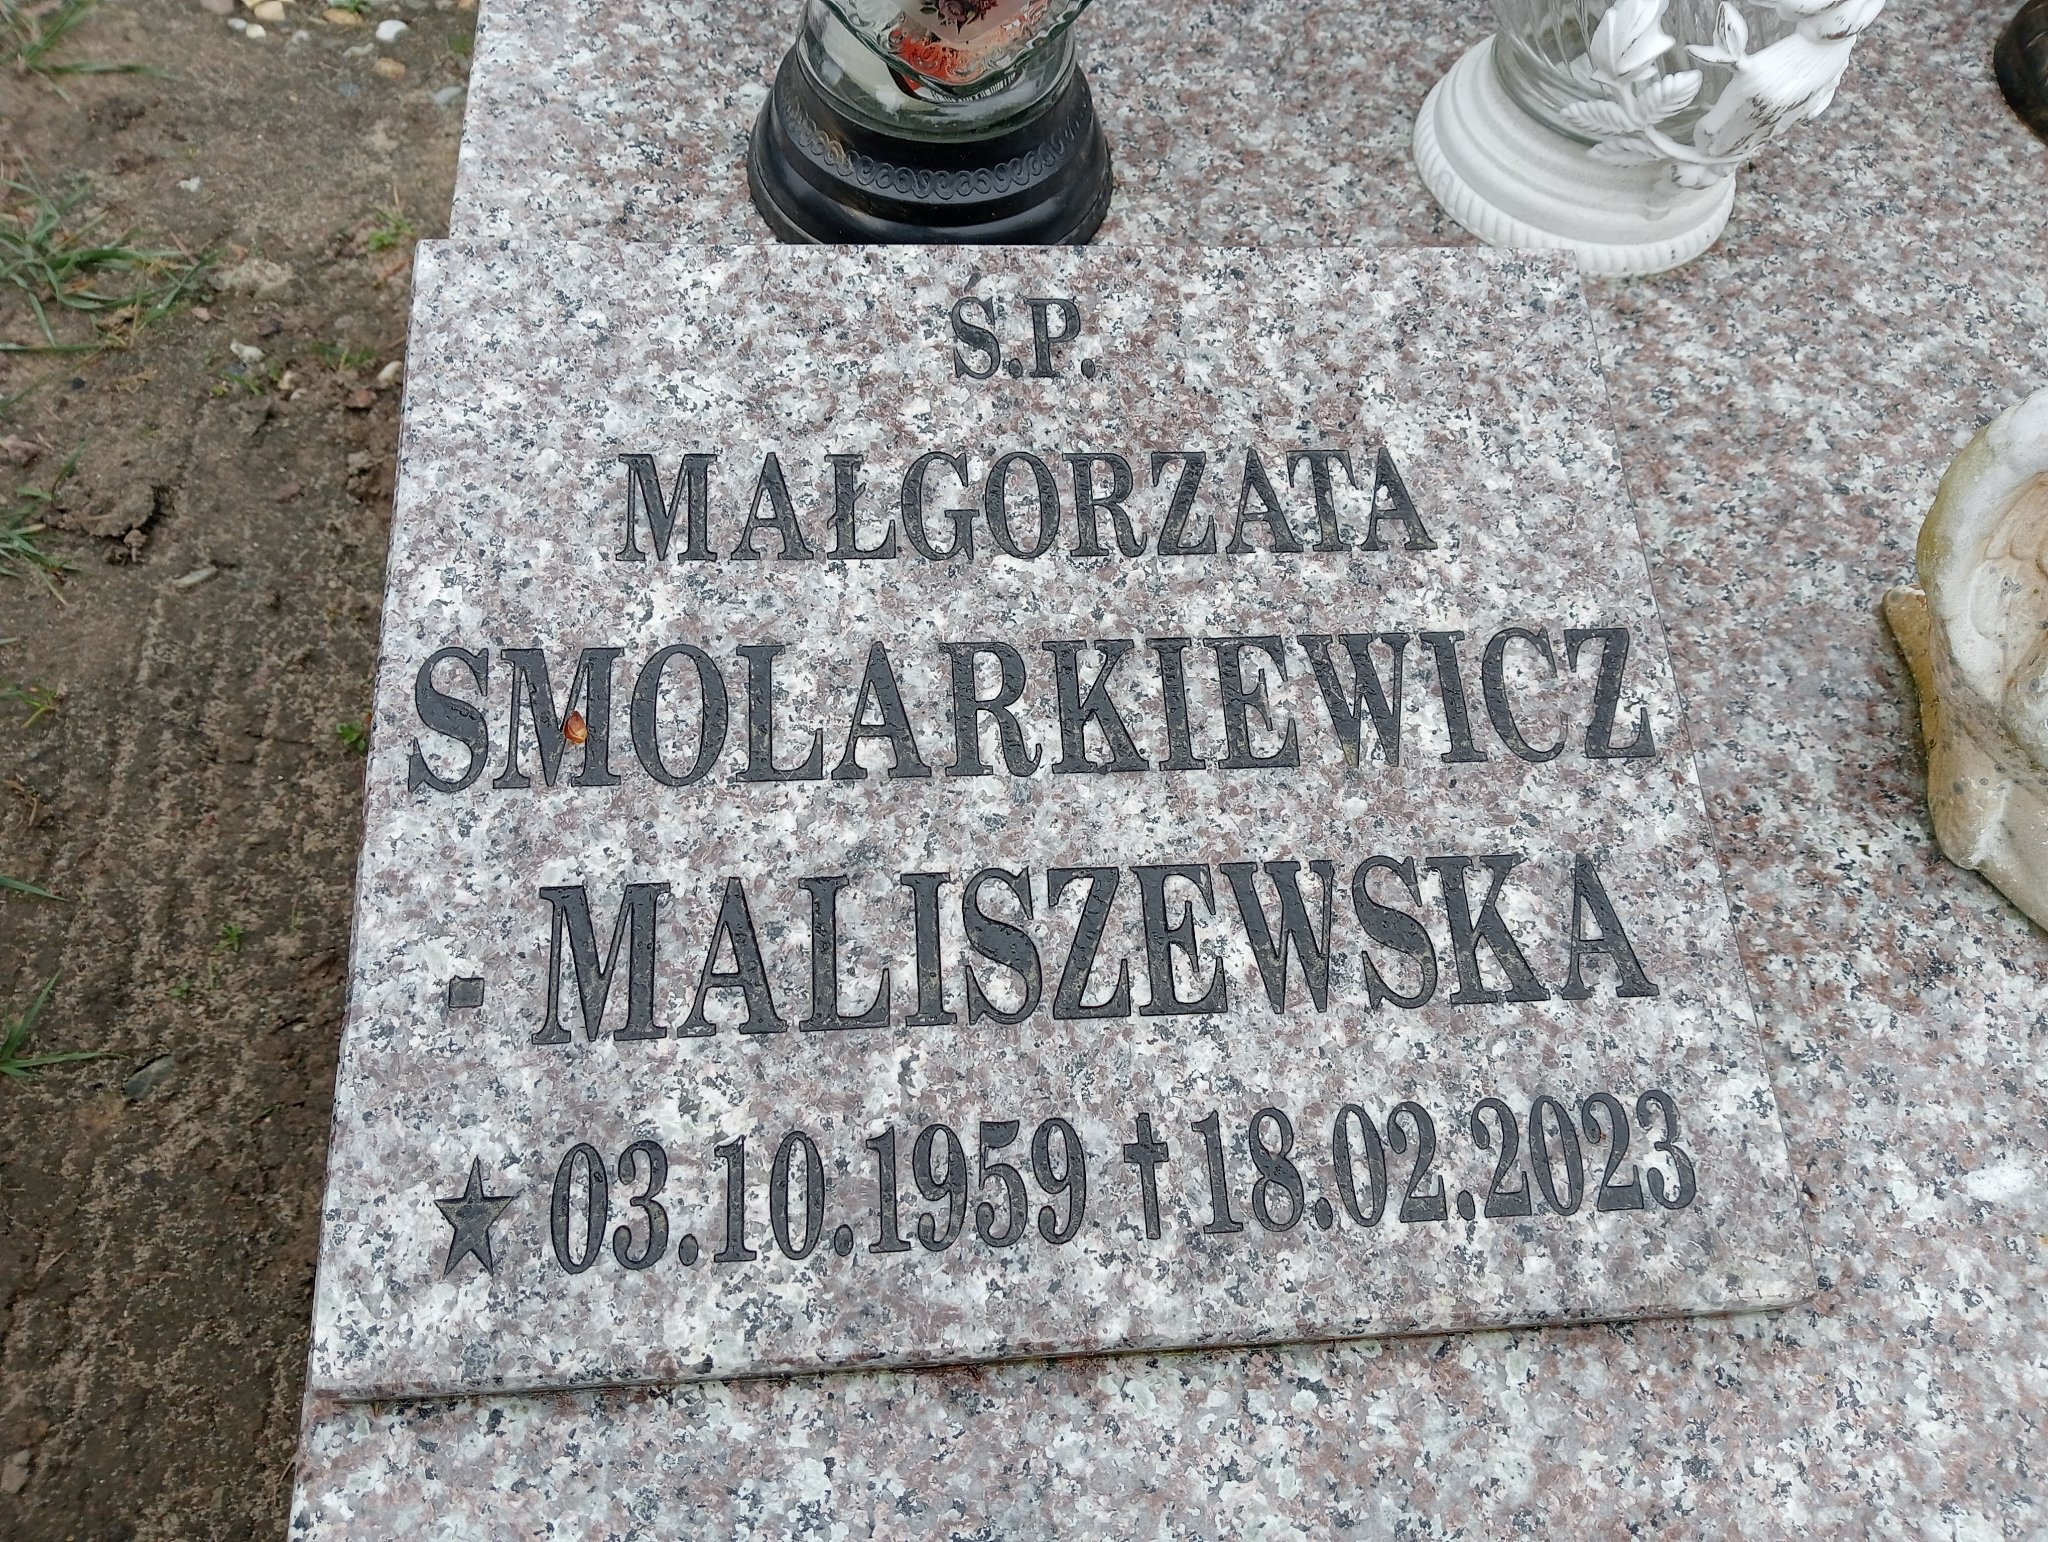 Ś.P.
MAŁGORZATA
SMOLARKIEWICZ
- MALISZEWSKA
★ 03.10.1959 ✝ 18.02.2023